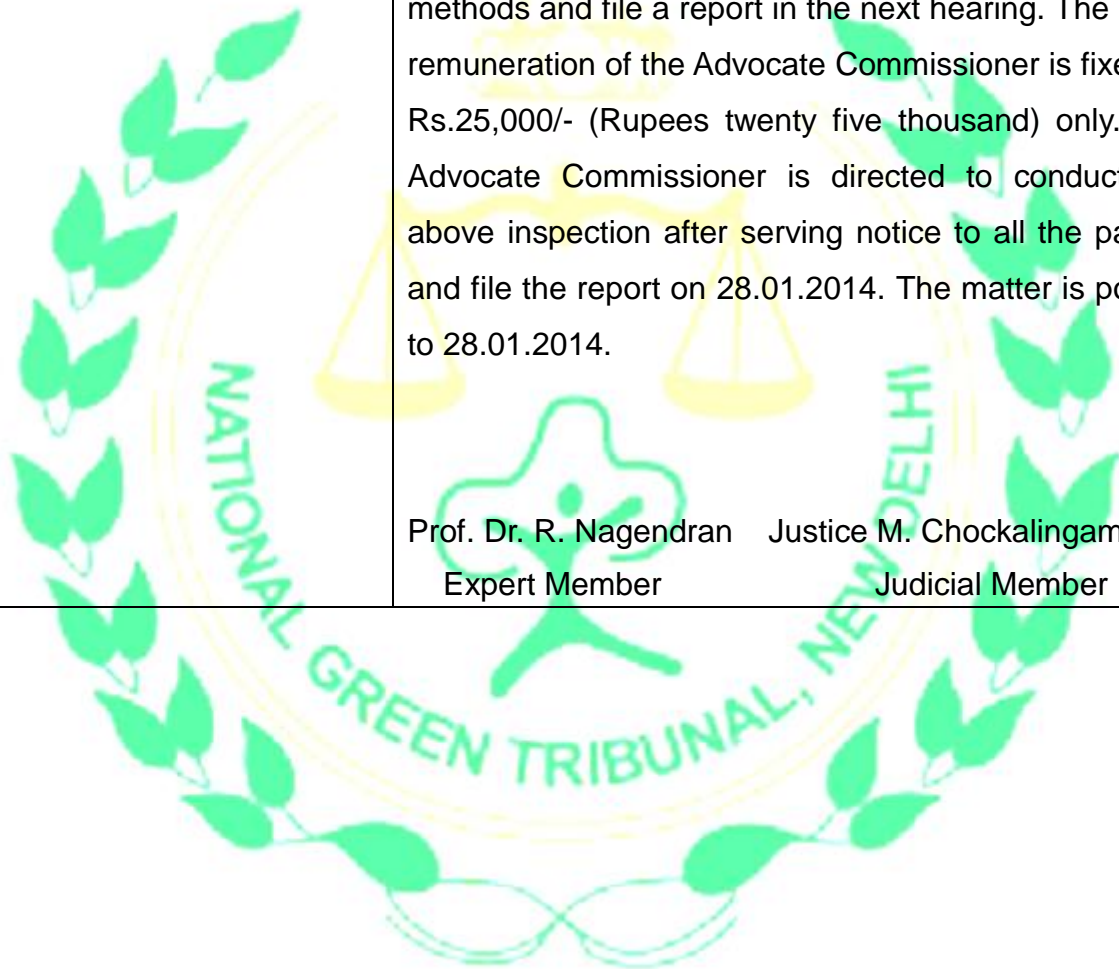 methods and file a report in the next hearing. The
remuneration of the Advocate Commissioner is fixe
Rs.25,000/- (Rupees twenty five thousand) only.
Advocate Commissioner is directed to conduct
above inspection after serving notice to all the pa
and file the report on 28.01.2014. The matter is po
to 28.01.2014.
Prof. Dr. R. Nagendran Justice M. Chockalingam
Expert Member Judicial Member
NATIONAL GREEN TRIBUNAL, NEW DELHI